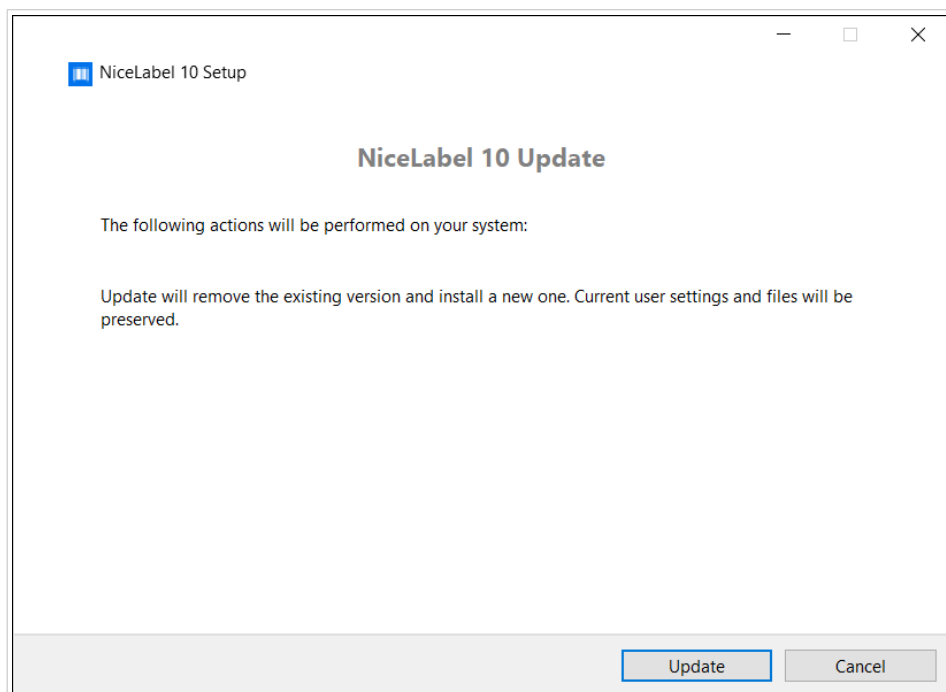 NiceLabel 10 Setup
NiceLabel 10 Update
The following actions will be performed on your system:
Update will remove the existing version and install a new one. Current user settings and files will be
preserved.
Update Cancel